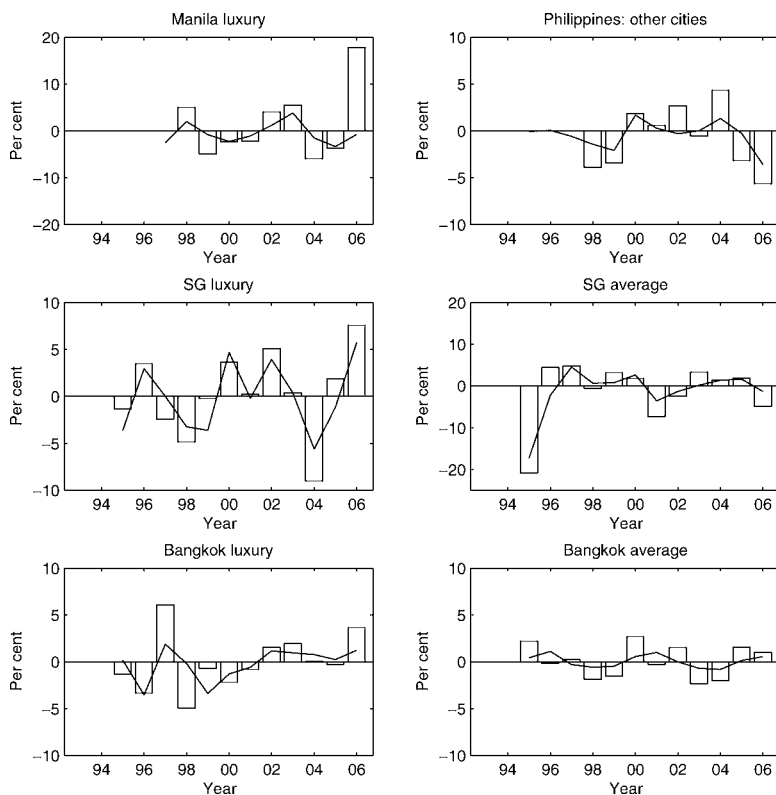 Manila luxury
Per cent
20
10
0
−10
−20
94 96 98 00 02 04 06
Year
Philippines: other cities
Per cent
10
5
0
−5
−10
94 96 98 00 02 04 06
Year
SG luxury
Per cent
10
5
0
−5
−10
94 96 98 00 02 04 06
Year
SG average
Per cent
20
10
0
−10
−20
94 96 98 00 02 04 06
Year
Bangkok luxury
Per cent
10
5
0
−5
−10
94 96 98 00 02 04 06
Year
Bangkok average
Per cent
10
5
0
−5
−10
94 96 98 00 02 04 06
Year